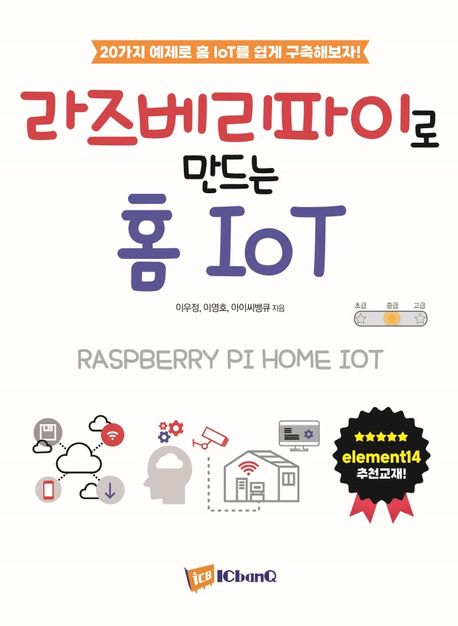 20가지 예제로 홈 IoT를 쉽게 구축해보자!
라즈베리파이로
만드는
홈 IoT
이우정, 이영호, 아이씨뱅큐 지음
초급 중급 고급
RASPBERRY PI HOME IOT
element14
추천교재!
iCB ICbanQ